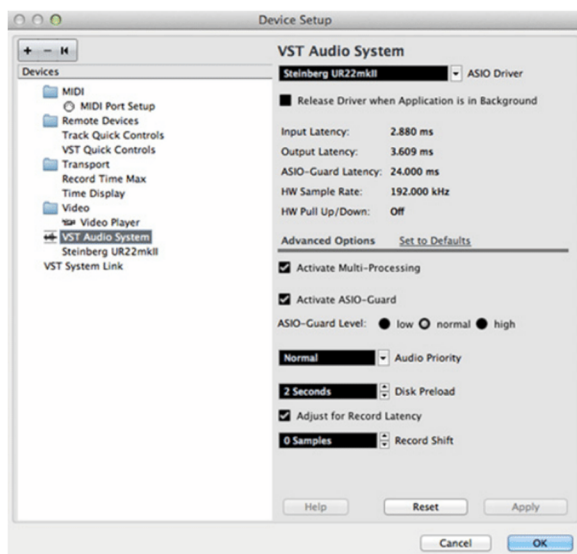 Device Setup
+ − 
Devices
MIDI
MIDI Port Setup
Remote Devices
Track Quick Controls
VST Quick Controls
Transport
Record Time Max
Time Display
Video
Video Player
VST Audio System
Steinberg UR22mkII
VST System Link
VST Audio System
Steinberg UR22mkII ASIO Driver
Release Driver when Application is in Background
Input Latency: 2.880 ms
Output Latency: 3.609 ms
ASIO-Guard Latency: 24.000 ms
HW Sample Rate: 192.000 kHz
HW Pull Up/Down: Off
Advanced Options Set to Defaults
Activate Multi-Processing
Activate ASIO-Guard
ASIO-Guard Level: low normal high
Normal Audio Priority
2 Seconds Disk Preload
Adjust for Record Latency
0 Samples Record Shift
Help Reset Apply
Cancel OK